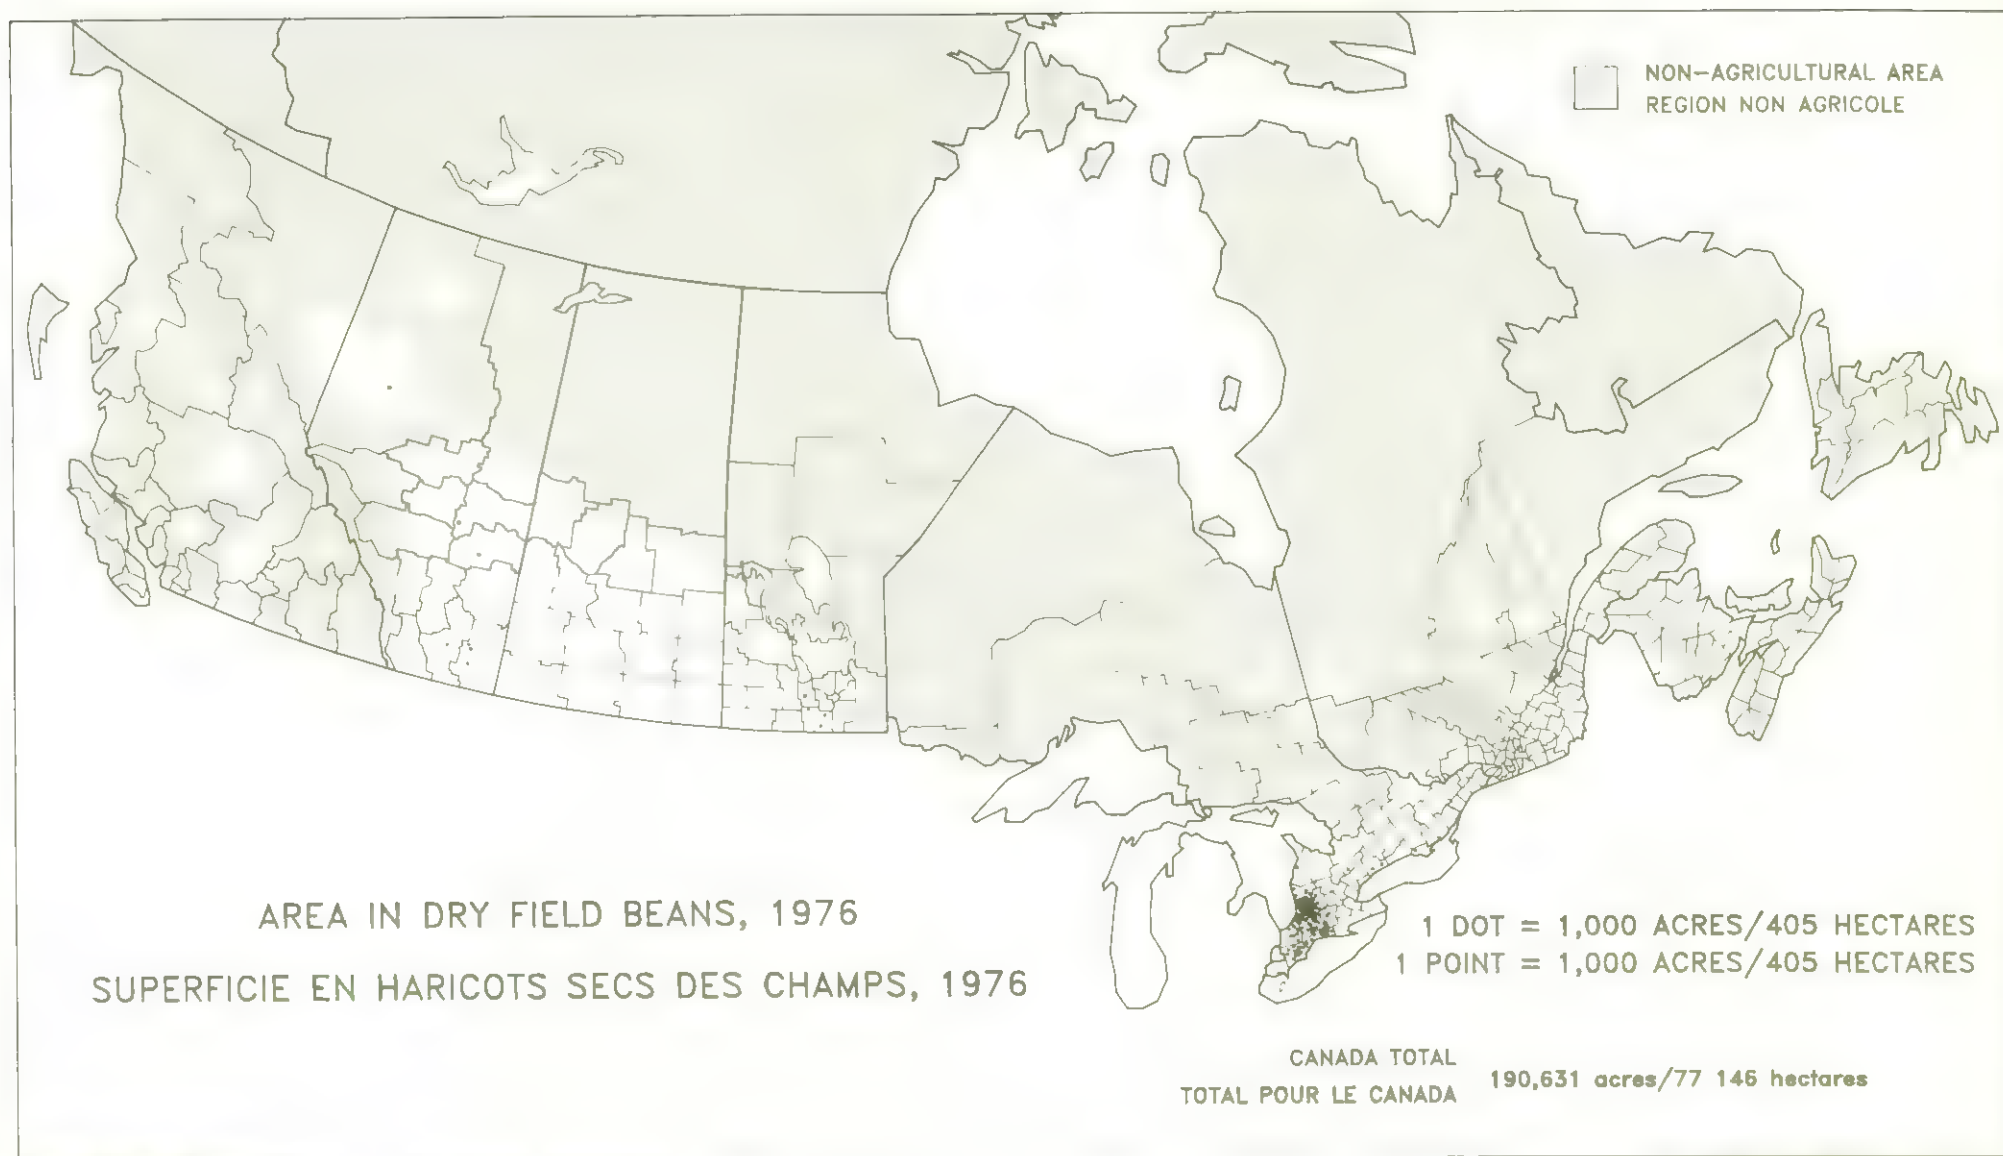 NON-AGRICULTURAL AREA
REGION NON AGRICOLE
AREA IN DRY FIELD BEANS, 1976
SUPERFICIE EN HARICOTS SECS DES CHAMPS, 1976
1 DOT = 1,000 ACRES/405 HECTARES
1 POINT = 1,000 ACRES/405 HECTARES
CANADA TOTAL
TOTAL POUR LE CANADA
190,631 acres/77 146 hectares